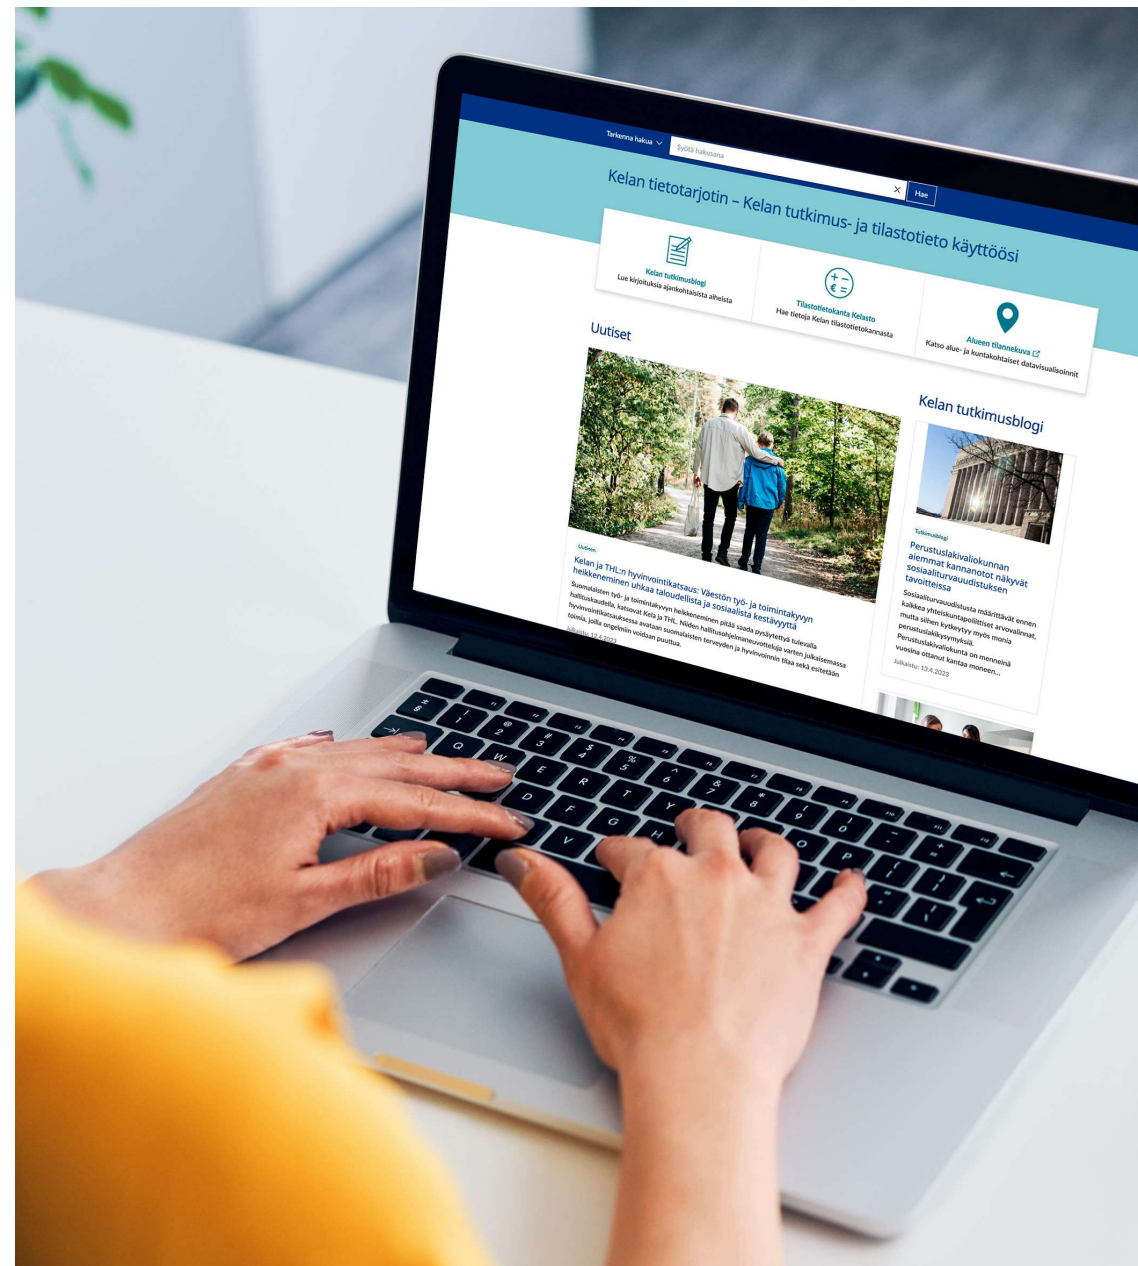 Tarkenna hakua
Syötä hakusana
Hae
Kelan tietotarjotin – Kelan tutkimus- ja tilastotieto käyttöösi
Kelan tutkimusblogi
Lue kirjoituksia ajankohtaisista aiheista
Tilastotietokanta Kelasto
Hae tietoja Kelan tilastotietokannasta
Alueen tilannekuva
Katso alue- ja kuntakohtaiset datavisualisoinnit
Uutiset
Uutinen
Kelan ja THL:n hyvinvointikatsaus: Väestön työ- ja toimintakyvyn
heikkeneminen uhkaa taloudellista ja sosiaalista kestävyyttä
Suomalaisten työ- ja toimintakyvyn heikkeneminen pitää saada pysäytettyä tulevalla
hallituskaudella, katsovat Kela ja THL. Niiden hallitusohjelmaneuvotteluja varten julkaisemassa
hyvinvointikatsauksessa avataan suomalaisten terveyden ja hyvinvoinnin tilaa sekä esitetään
toimia, joilla ongelmiin voidaan puuttua.
Julkaistu: 12.4.2023
Kelan tutkimusblogi
Tutkimusblogi
Perustuslakivaliokunnan
aiemmat kannanotot näkyvät
sosiaaliturvauudistuksen
tavoitteissa
Sosiaaliturvauudistusta määrittävät ennen
kaikkea yhteiskuntapoliittiset arvovalinnat,
mutta siihen kytkeytyy myös monia
perustuslakikysymyksiä.
Perustuslakivaliokunta on menneinä
vuosina ottanut kantaa moneen...
Julkaistu: 13.4.2023